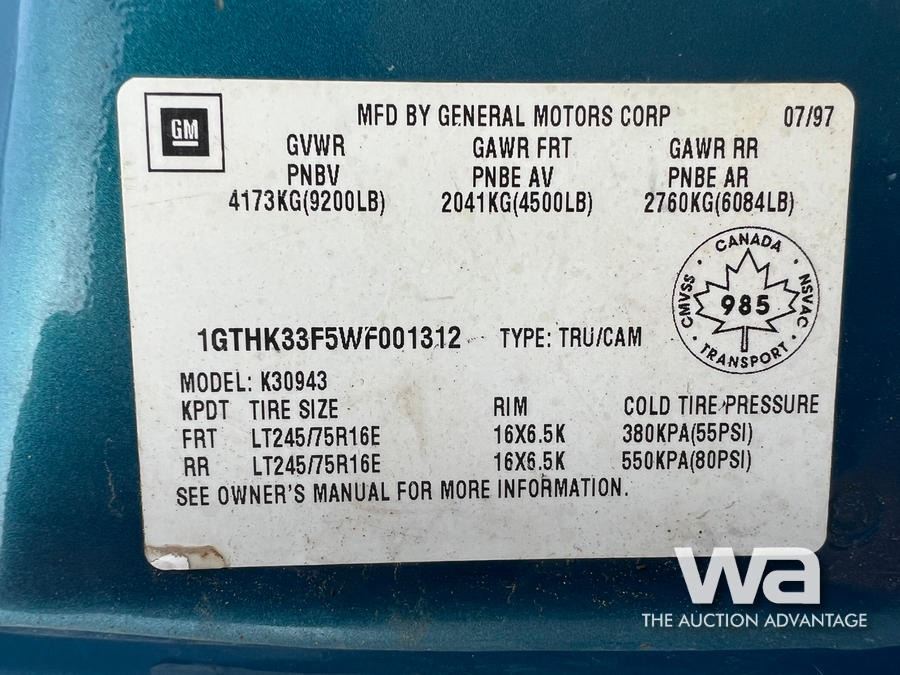 GM
MFD BY GENERAL MOTORS CORP 07/97
GVWR GAWR FRT GAWR RR
PNBV PNBE AV PNBE AR
4173KG(9200LB) 2041KG(4500LB) 2760KG(6084LB)
CANADA
CMVSS 985 NSVAC
TRANSPORT
1GTHK33F5WF001312 TYPE: TRU/CAM
MODEL: K30943
KPDT TIRE SIZE RIM COLD TIRE PRESSURE
FRT LT245/75R16E 16X6.5K 380KPA(55PSI)
RR LT245/75R16E 16X6.5K 550KPA(80PSI)
SEE OWNER'S MANUAL FOR MORE INFORMATION.
wa
THE AUCTION ADVANTAGE